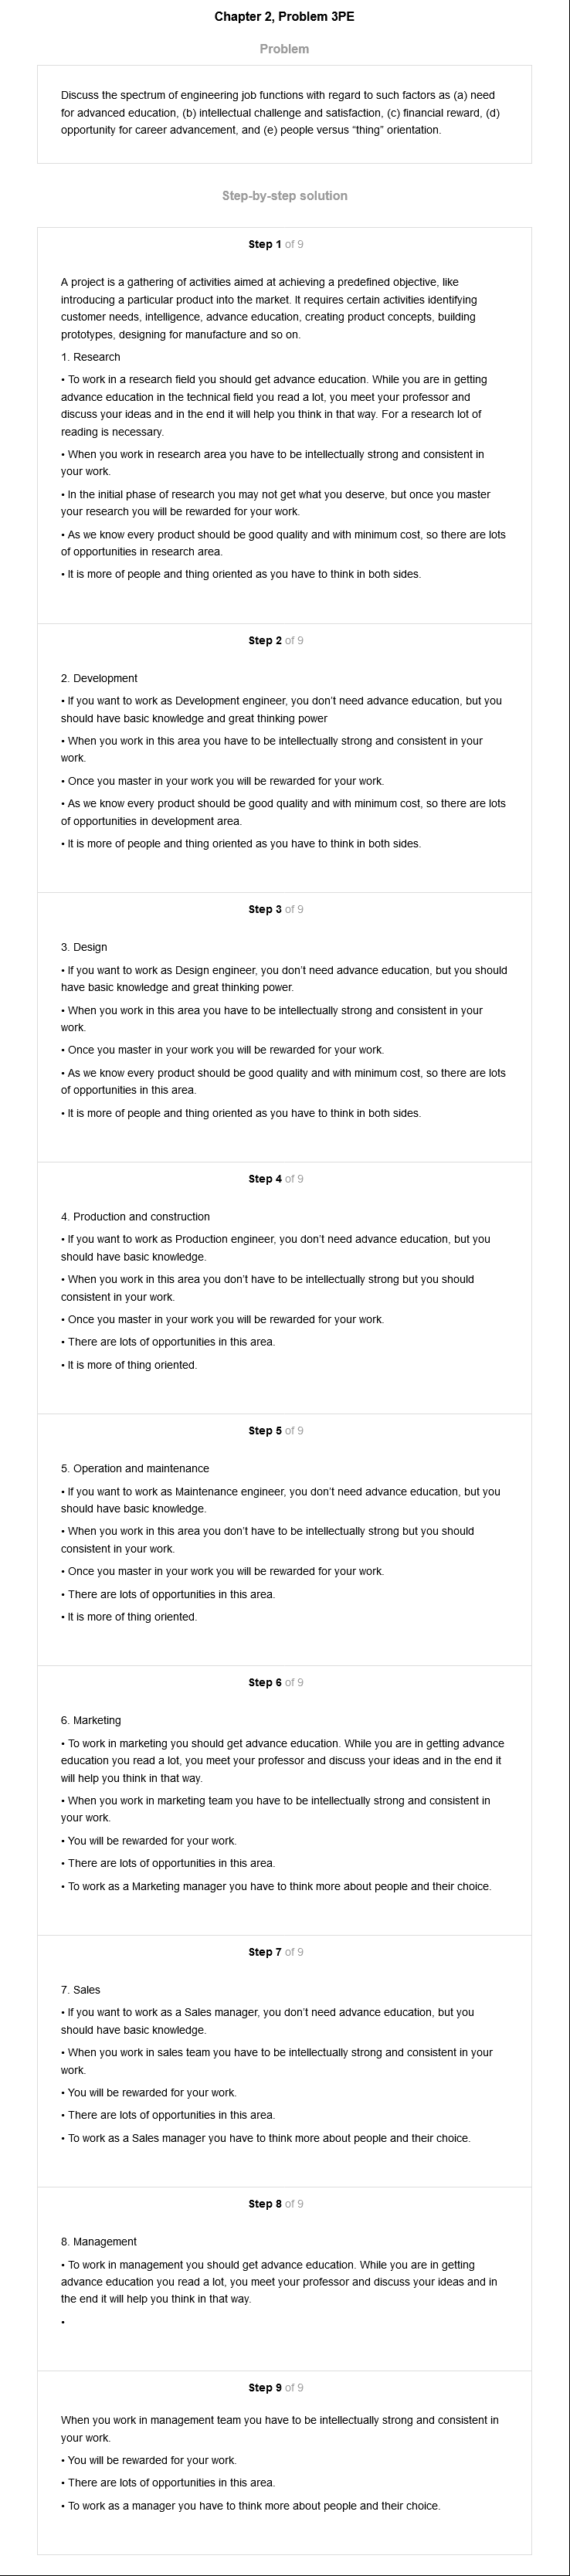 Chapter 2, Problem 3PE
Problem
Discuss the spectrum of engineering job functions with regard to such factors as (a) need
for advanced education, (b) intellectual challenge and satisfaction, (c) financial reward, (d)
opportunity for career advancement, and (e) people versus “thing” orientation.
Step-by-step solution
Step 1 of 9
A project is a gathering of activities aimed at achieving a predefined objective, like
introducing a particular product into the market. It requires certain activities identifying
customer needs, intelligence, advance education, creating product concepts, building
prototypes, designing for manufacture and so on.
1. Research
• To work in a research field you should get advance education. While you are in getting
advance education in the technical field you read a lot, you meet your professor and
discuss your ideas and in the end it will help you think in that way. For a research lot of
reading is necessary.
• When you work in research area you have to be intellectually strong and consistent in
your work.
• In the initial phase of research you may not get what you deserve, but once you master
your research you will be rewarded for your work.
• As we know every product should be good quality and with minimum cost, so there are lots
of opportunities in research area.
• It is more of people and thing oriented as you have to think in both sides.
Step 2 of 9
2. Development
• If you want to work as Development engineer, you don’t need advance education, but you
should have basic knowledge and great thinking power
• When you work in this area you have to be intellectually strong and consistent in your
work.
• Once you master in your work you will be rewarded for your work.
• As we know every product should be good quality and with minimum cost, so there are lots
of opportunities in development area.
• It is more of people and thing oriented as you have to think in both sides.
Step 3 of 9
3. Design
• If you want to work as Design engineer, you don’t need advance education, but you should
have basic knowledge and great thinking power.
• When you work in this area you have to be intellectually strong and consistent in your
work.
• Once you master in your work you will be rewarded for your work.
• As we know every product should be good quality and with minimum cost, so there are lots
of opportunities in this area.
• It is more of people and thing oriented as you have to think in both sides.
Step 4 of 9
4. Production and construction
• If you want to work as Production engineer, you don’t need advance education, but you
should have basic knowledge.
• When you work in this area you don’t have to be intellectually strong but you should
consistent in your work.
• Once you master in your work you will be rewarded for your work.
• There are lots of opportunities in this area.
• It is more of thing oriented.
Step 5 of 9
5. Operation and maintenance
• If you want to work as Maintenance engineer, you don’t need advance education, but you
should have basic knowledge.
• When you work in this area you don’t have to be intellectually strong but you should
consistent in your work.
• Once you master in your work you will be rewarded for your work.
• There are lots of opportunities in this area.
• It is more of thing oriented.
Step 6 of 9
6. Marketing
• To work in marketing you should get advance education. While you are in getting advance
education you read a lot, you meet your professor and discuss your ideas and in the end it
will help you think in that way.
• When you work in marketing team you have to be intellectually strong and consistent in
your work.
• You will be rewarded for your work.
• There are lots of opportunities in this area.
• To work as a Marketing manager you have to think more about people and their choice.
Step 7 of 9
7. Sales
• If you want to work as a Sales manager, you don’t need advance education, but you
should have basic knowledge.
• When you work in sales team you have to be intellectually strong and consistent in your
work.
• You will be rewarded for your work.
• There are lots of opportunities in this area.
• To work as a Sales manager you have to think more about people and their choice.
Step 8 of 9
8. Management
• To work in management you should get advance education. While you are in getting
advance education you read a lot, you meet your professor and discuss your ideas and in
the end it will help you think in that way.
•
Step 9 of 9
When you work in management team you have to be intellectually strong and consistent in
your work.
• You will be rewarded for your work.
• There are lots of opportunities in this area.
• To work as a manager you have to think more about people and their choice.